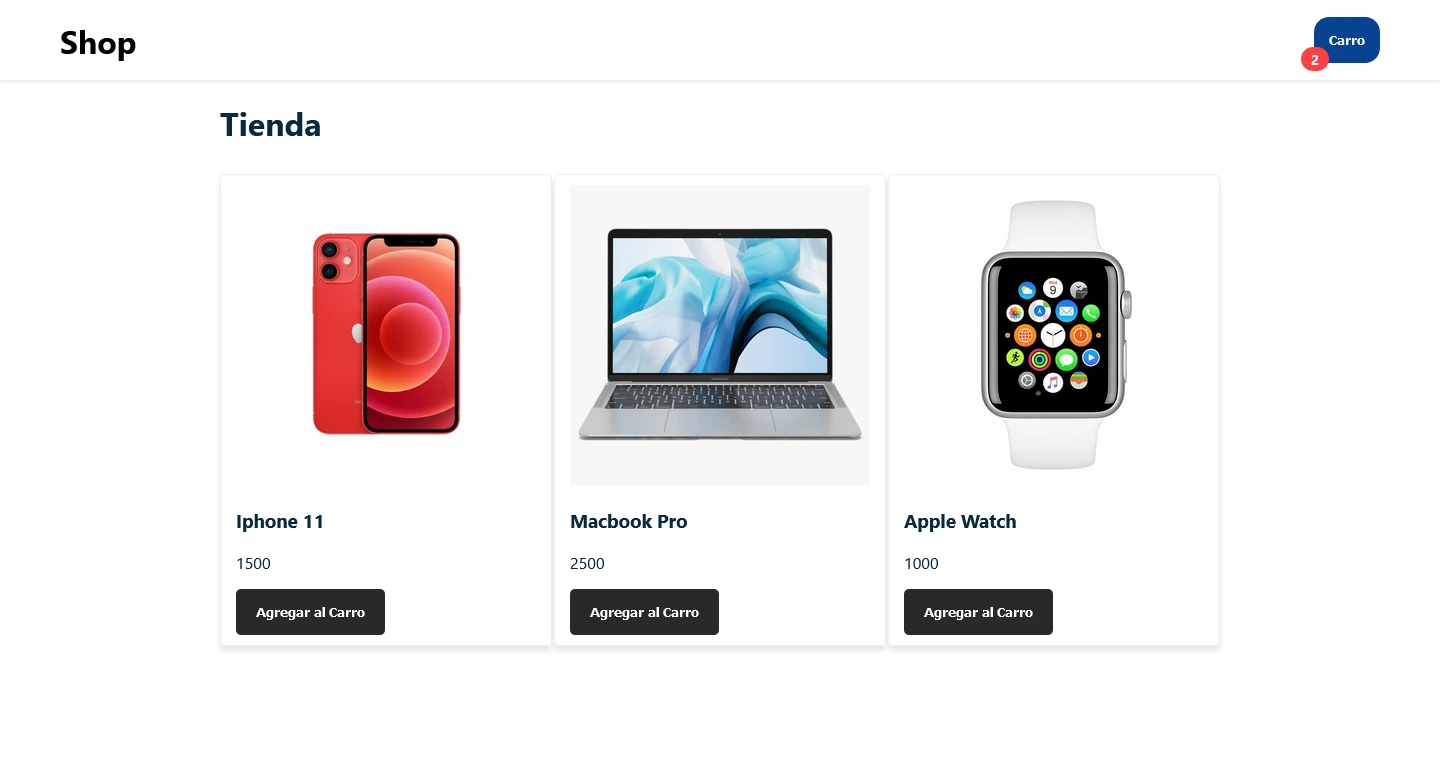 Shop
Carro
2
Tienda
9
Iphone 11
Macbook Pro
Apple Watch
1500
2500
1000
Agregar al Carro
Agregar al Carro
Agregar al Carro